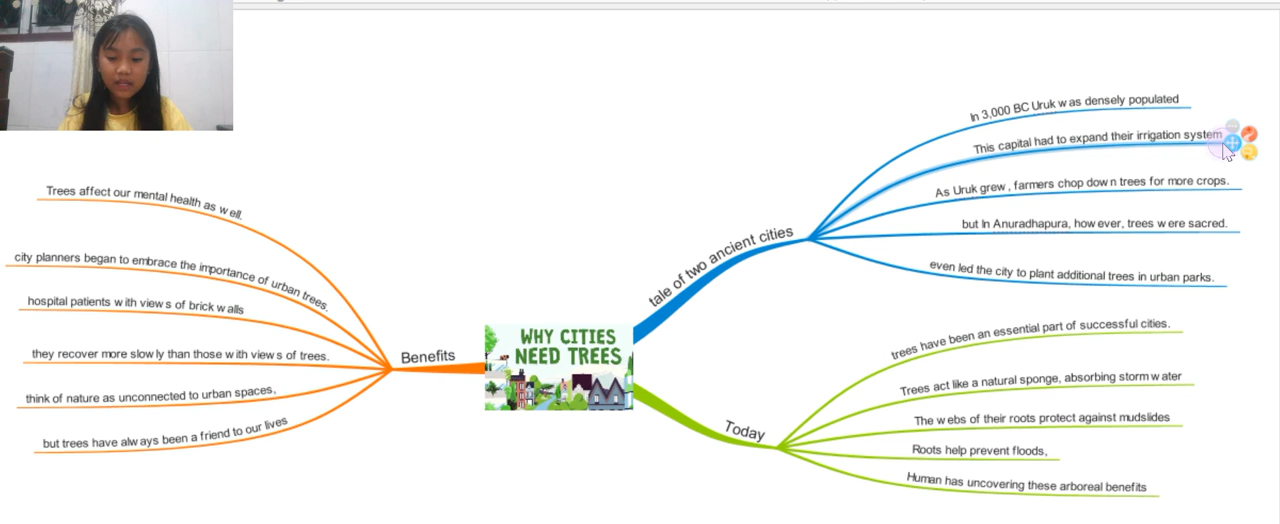 In 3,000 BC Uruk was densely populated
This capital had to expand their irrigation system
As Uruk grew, farmers chop down trees for more crops.
but In Anuradhapura, however, trees were sacred.
even led the city to plant additional trees in urban parks.
tale of two ancient cities
WHY CITIES
NEED TREES
Today
trees have been an essential part of successful cities.
Trees act like a natural sponge, absorbing storm water
The webs of their roots protect against mudslides
Roots help prevent floods,
Human has uncovering these arboreal benefits
Benefits
Trees affect our mental health as well.
city planners began to embrace the importance of urban trees.
hospital patients with views of brick walls
they recover more slowly than those with views of trees.
think of nature as unconnected to urban spaces,
but trees have always been a friend to our lives